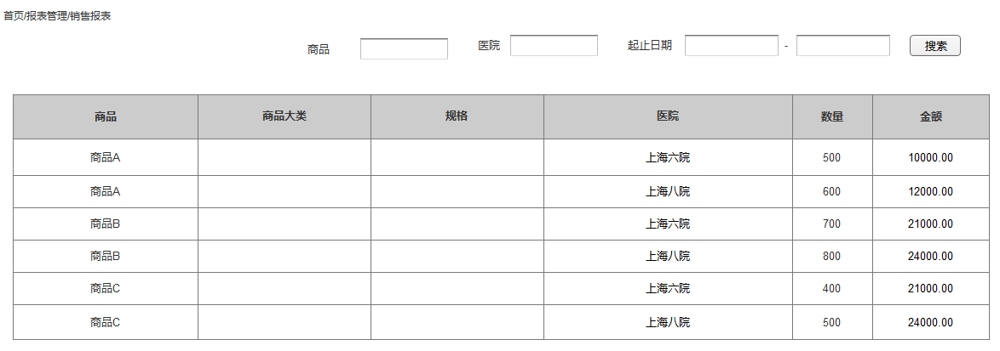 首页/报表管理/销售报表
商品 医院 起止日期 - 搜索
商品 商品大类 规格 医院 数量 金额
商品A 上海六院 500 10000.00
商品A 上海八院 600 12000.00
商品B 上海六院 700 21000.00
商品B 上海八院 800 24000.00
商品C 上海六院 400 21000.00
商品C 上海八院 500 24000.00